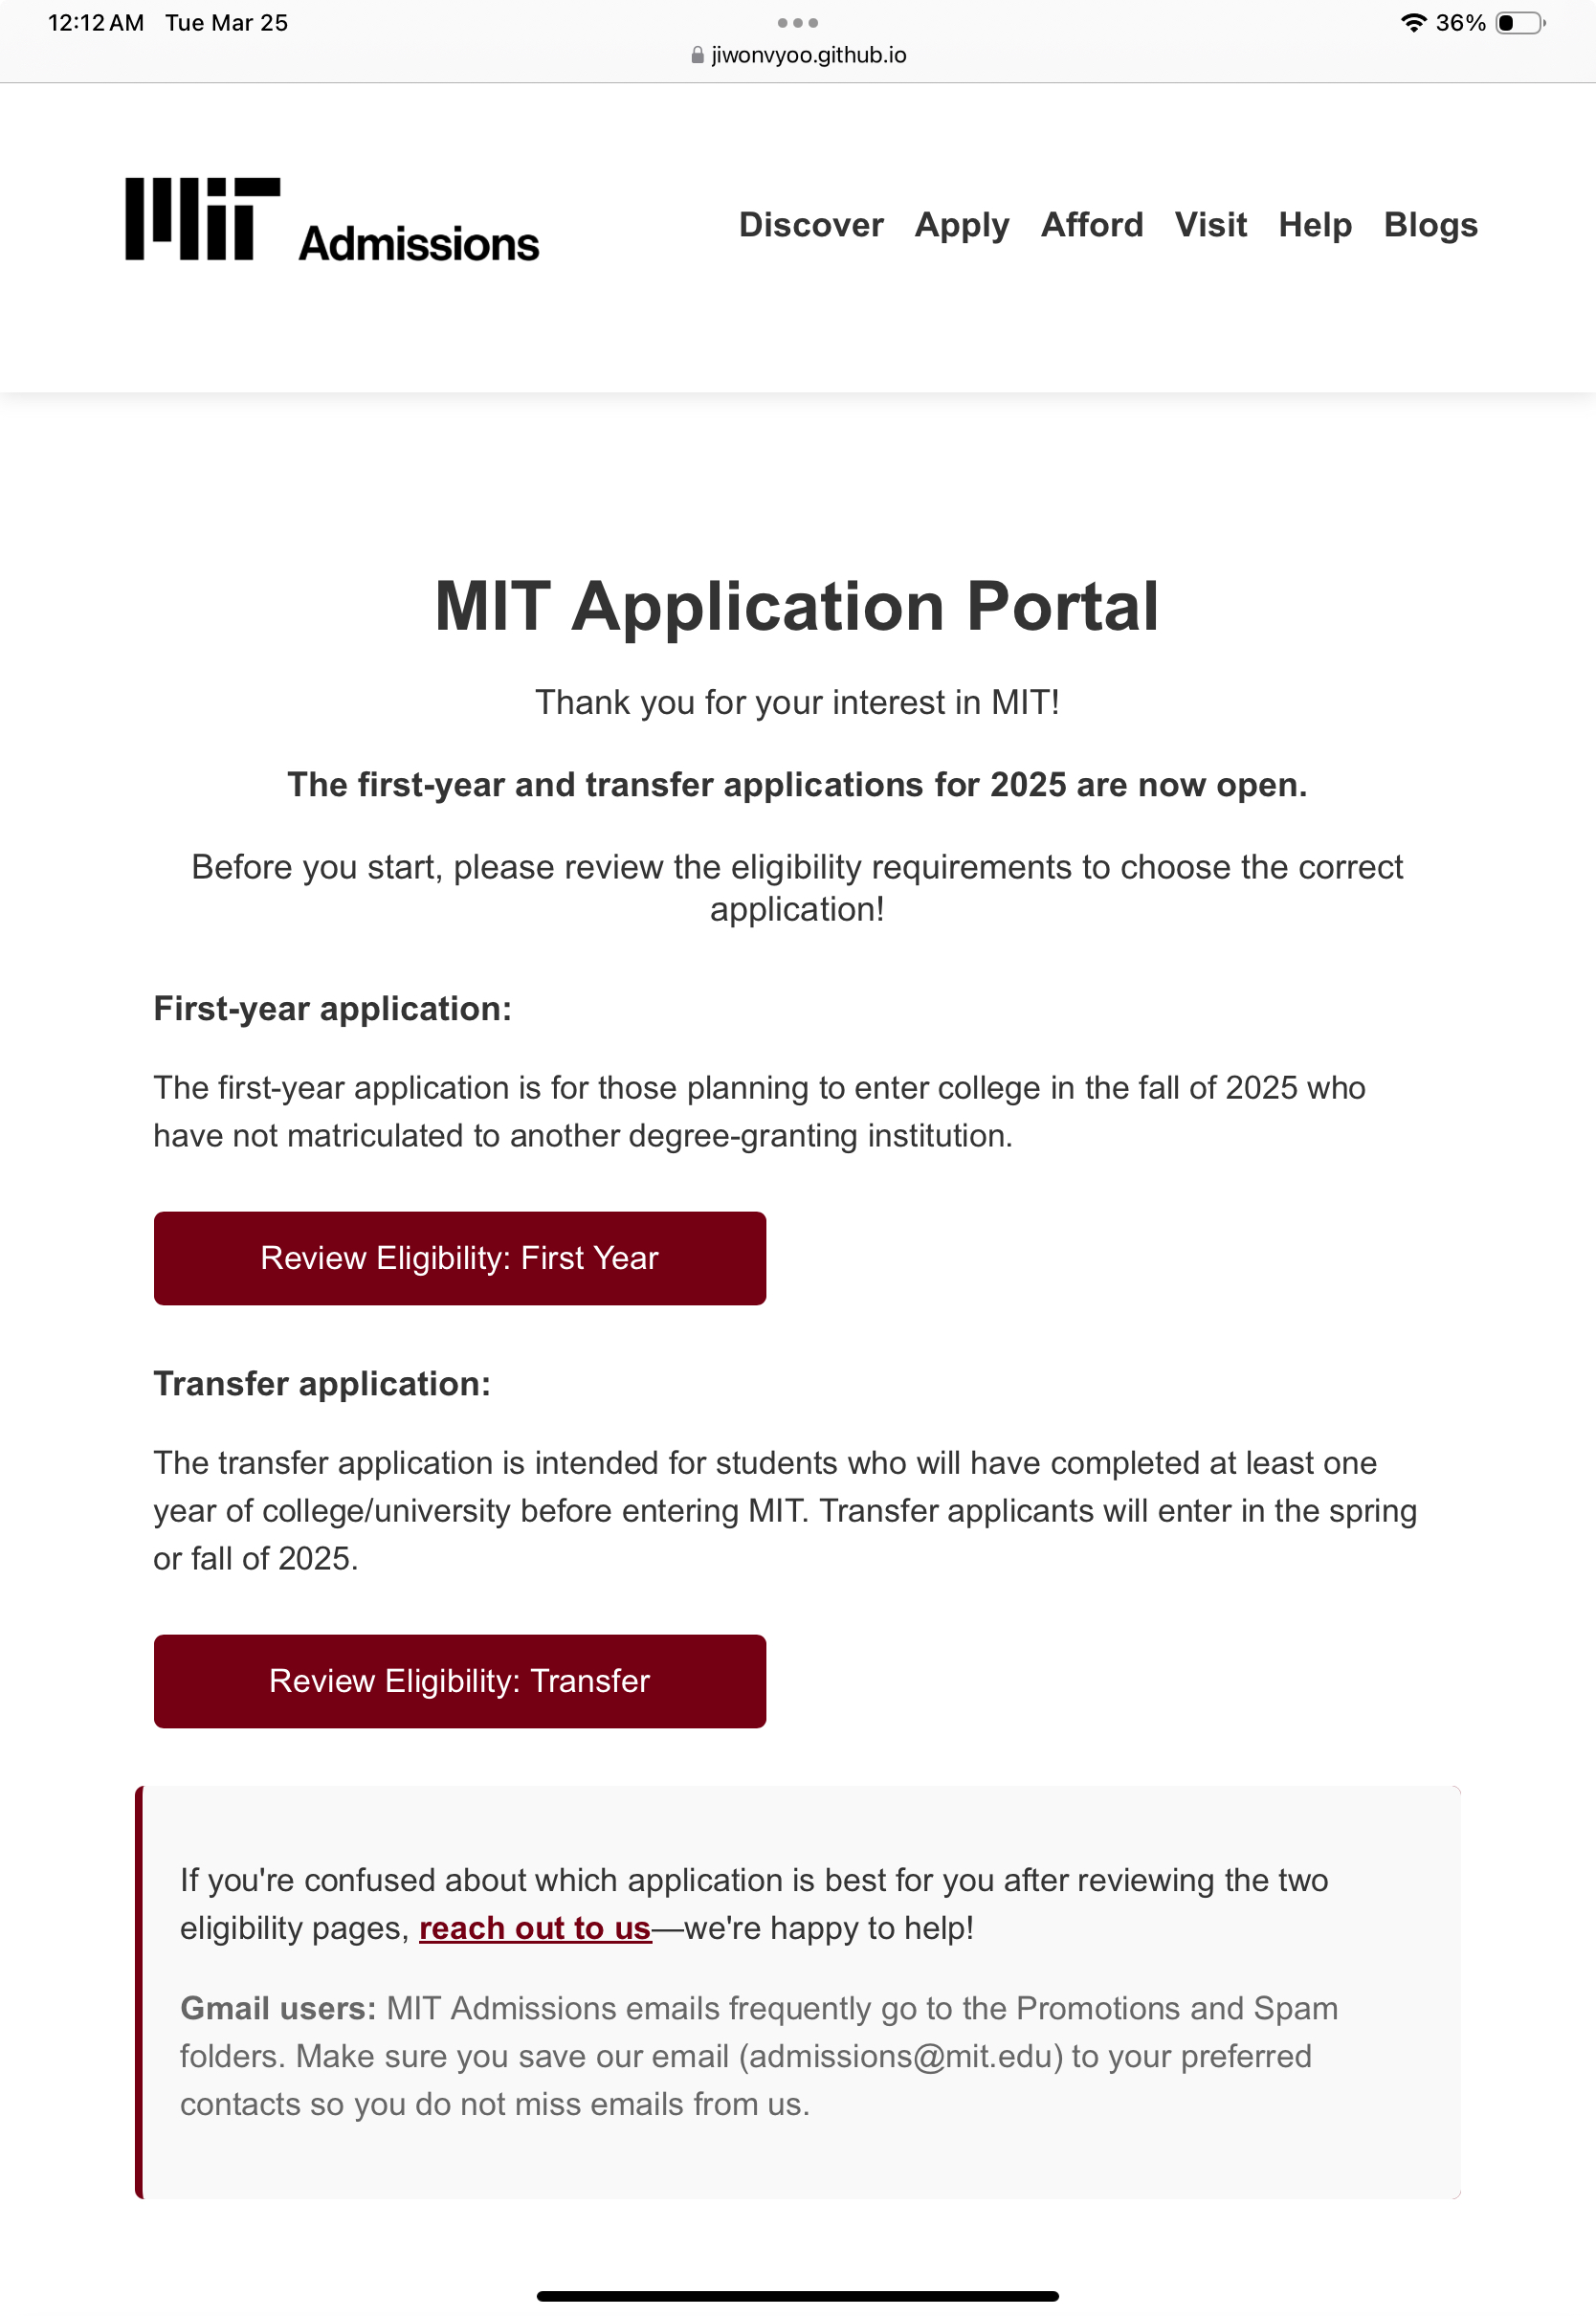 12:12 AM Tue Mar 25
36%
jiwonvyoo.github.io
MIT Admissions
Discover Apply Afford Visit Help Blogs
MIT Application Portal
Thank you for your interest in MIT!
The first-year and transfer applications for 2025 are now open.
Before you start, please review the eligibility requirements to choose the correct
application!
First-year application:
The first-year application is for those planning to enter college in the fall of 2025 who
have not matriculated to another degree-granting institution.
Review Eligibility: First Year
Transfer application:
The transfer application is intended for students who will have completed at least one
year of college/university before entering MIT. Transfer applicants will enter in the spring
or fall of 2025.
Review Eligibility: Transfer
If you're confused about which application is best for you after reviewing the two
eligibility pages, reach out to us—we're happy to help!
Gmail users: MIT Admissions emails frequently go to the Promotions and Spam
folders. Make sure you save our email (admissions@mit.edu) to your preferred
contacts so you do not miss emails from us.